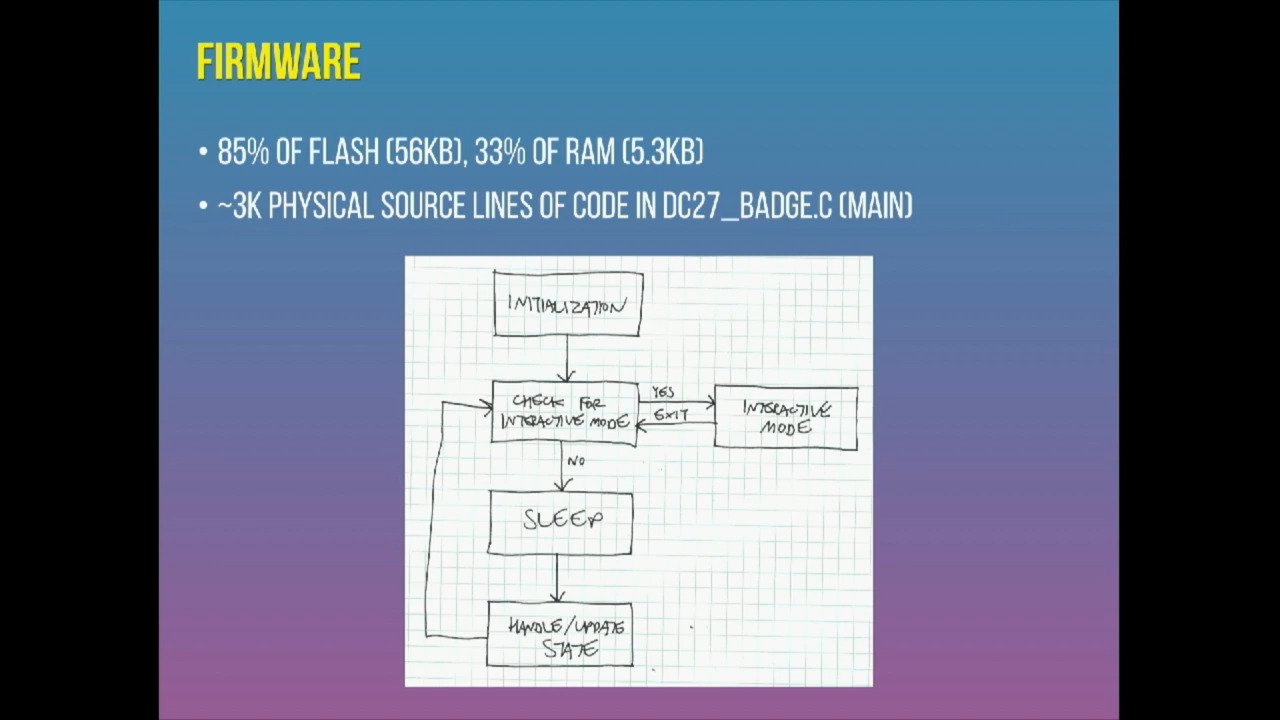 FIRMWARE
• 85% OF FLASH (56KB), 33% OF RAM (5.3KB)
• ~3K PHYSICAL SOURCE LINES OF CODE IN DC27_BADGE.C (MAIN)
INITIALIZATION
CHECK FOR
INTERACTIVE MODE
YES
EXIT
INTERACTIVE
MODE
NO
SLEEP
HANDLE/UPDATE
STATE